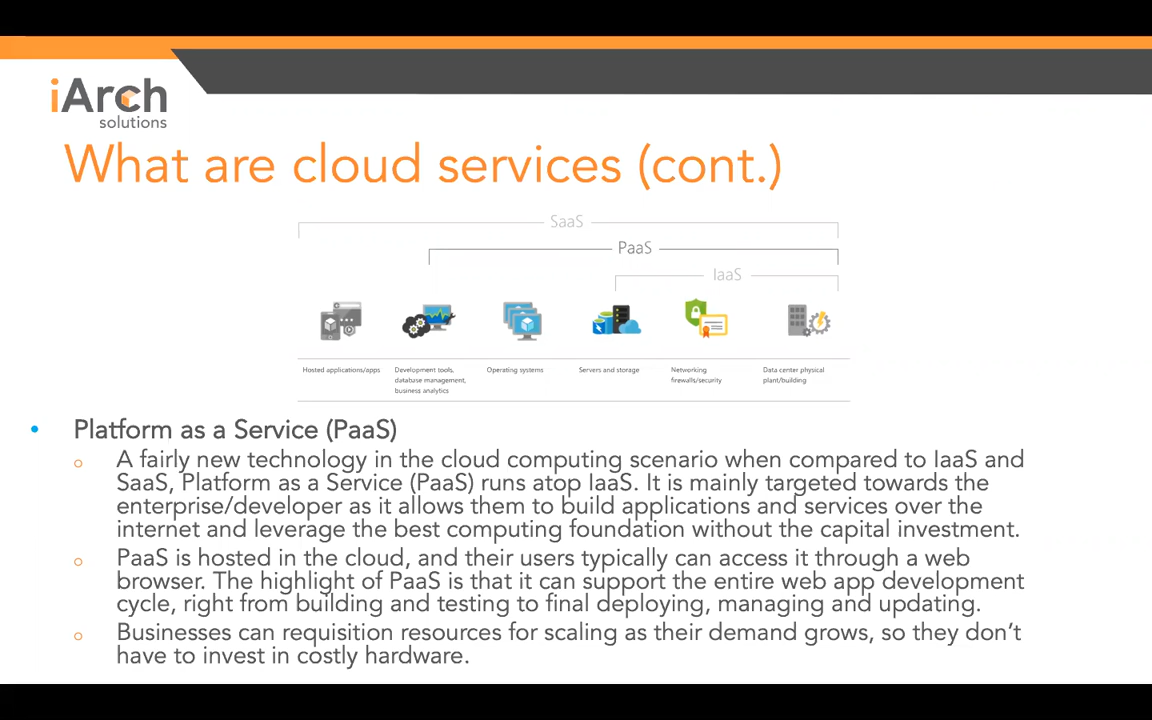 iArch
solutions
What are cloud services (cont.)
SaaS
PaaS
IaaS
Hosted applications/apps
Development tools,
database management,
business analytics
Operating systems
Servers and storage
Networking
firewalls/security
Data center physical
plant/building
• Platform as a Service (PaaS)
o A fairly new technology in the cloud computing scenario when compared to IaaS and
SaaS, Platform as a Service (PaaS) runs atop IaaS. It is mainly targeted towards the
enterprise/developer as it allows them to build applications and services over the
internet and leverage the best computing foundation without the capital investment.
o PaaS is hosted in the cloud, and their users typically can access it through a web
browser. The highlight of PaaS is that it can support the entire web app development
cycle, right from building and testing to final deploying, managing and updating.
o Businesses can requisition resources for scaling as their demand grows, so they don’t
have to invest in costly hardware.